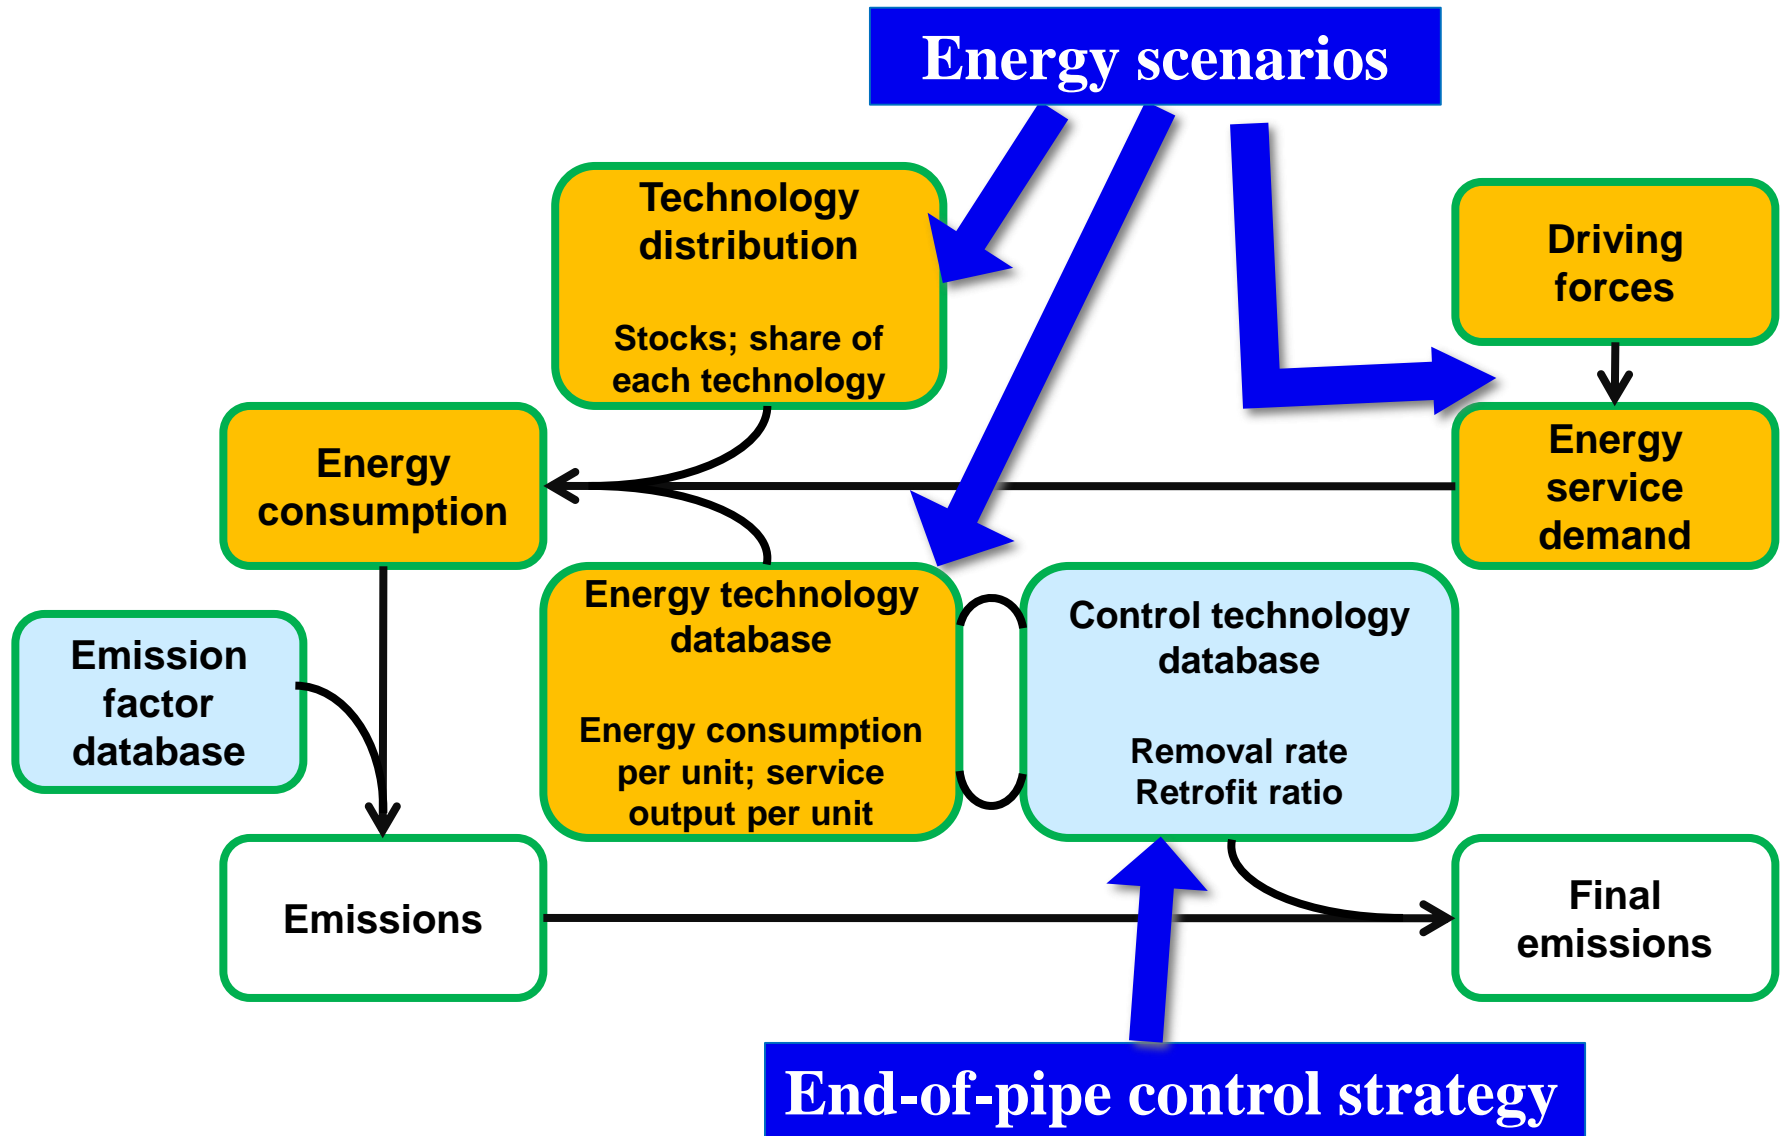 Energy scenarios
Technology
distribution
Stocks; share of
each technology
Driving
forces
Energy
consumption
Energy
service
demand
Emission
factor
database
Energy technology
database
Energy consumption
per unit; service
output per unit
Control technology
database
Removal rate
Retrofit ratio
Emissions
Final
emissions
End-of-pipe control strategy